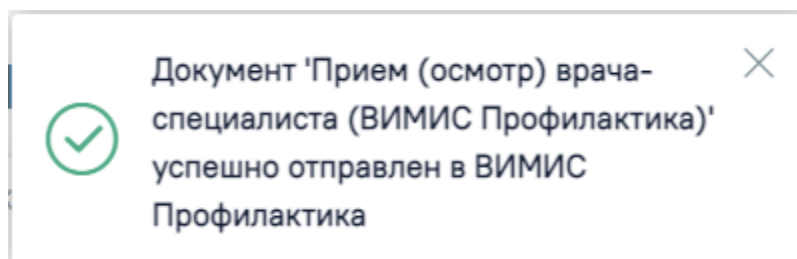 Документ 'Прием (осмотр) врача-
специалиста (ВИМИС Профилактика)'
успешно отправлен в ВИМИС
Профилактика